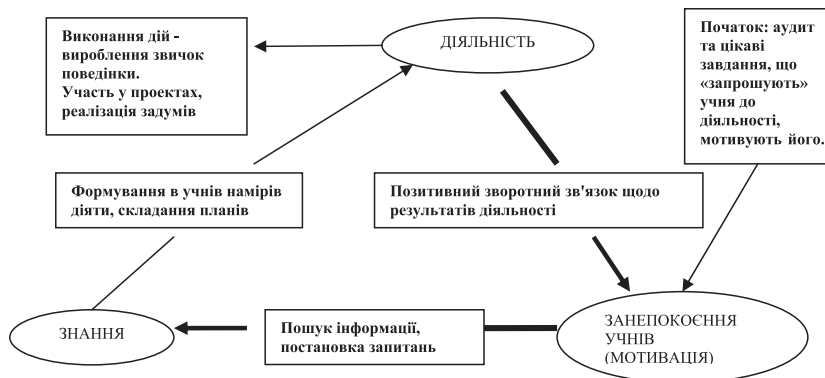 Виконання дій -
вироблення звичок
поведінки.
Участь у проектах,
реалізація задумів
ДІЯЛЬНІСТЬ
Початок: аудит
та цікаві
завдання, що
«запрошують»
учня до
діяльності,
мотивують його.
Формування в учнів намірів
діяти, складання планів
Позитивний зворотний зв'язок щодо
результатів діяльності
ЗНАННЯ
Пошук інформації,
постановка запитань
ЗАНЕПОКОЄННЯ
УЧНІВ
(МОТИВАЦІЯ)